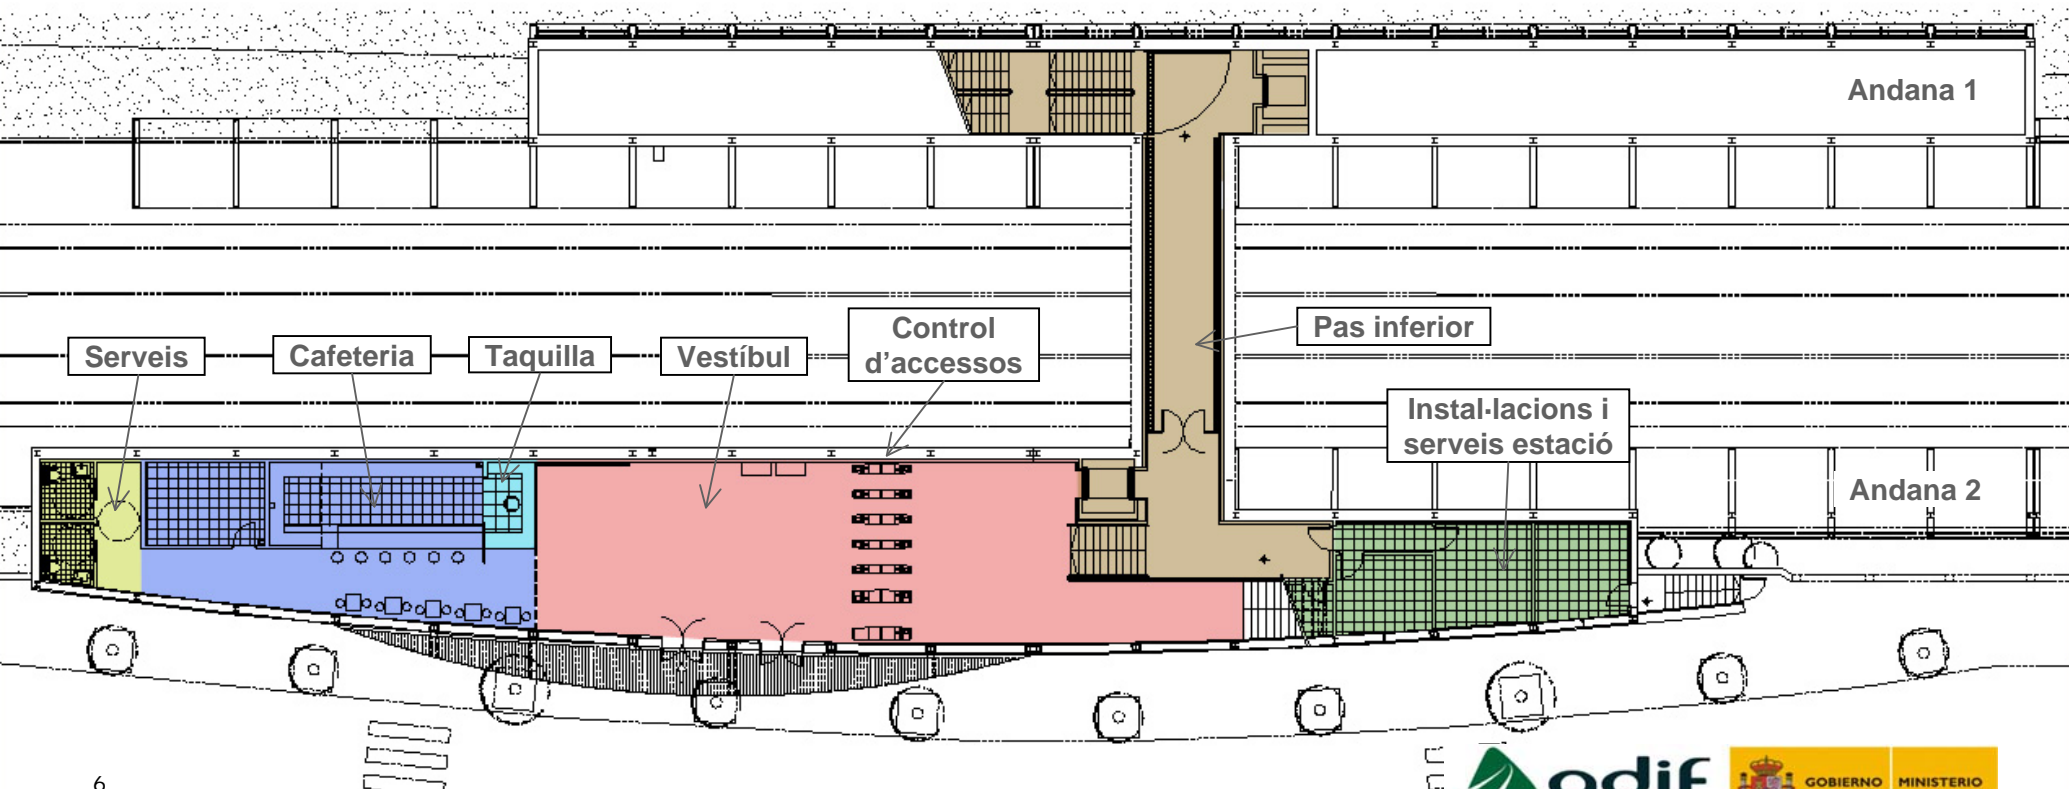 Andana 1
Control
d'accessos
Pas inferior
Serveis
Cafeteria
Taquilla
Vestíbul
Instal·lacions i
serveis estació
Andana 2
6
adif
GOBIERNO
MINISTERIO